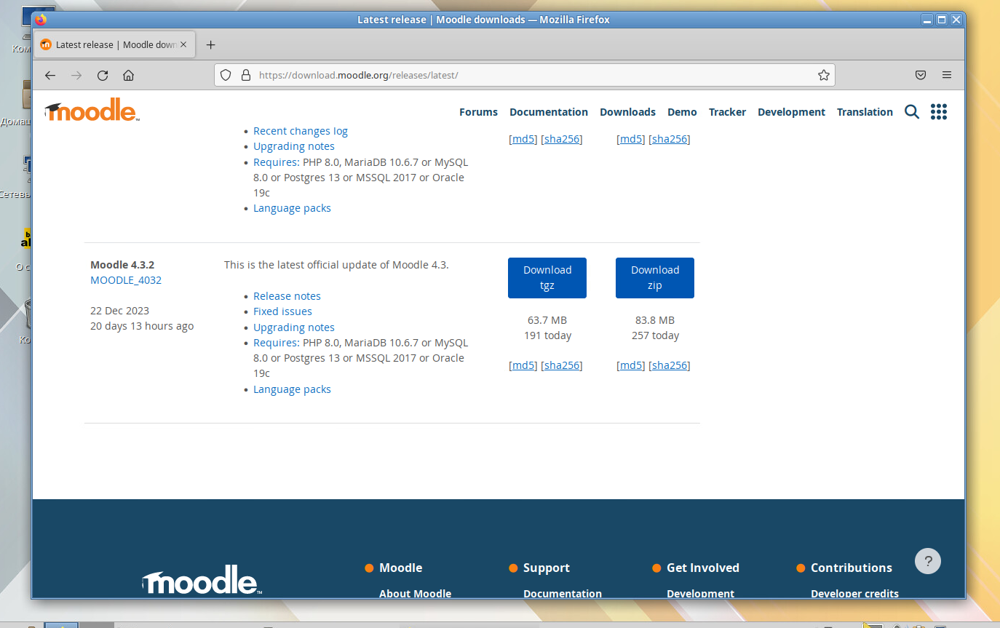 Latest release | Moodle downloads — Mozilla Firefox
Latest release | Moodle down
https://download.moodle.org/releases/latest/
moodle
Forums Documentation Downloads Demo Tracker Development Translation
Recent changes log
[md5] [sha256] [md5] [sha256]
Upgrading notes
Requires: PHP 8.0, MariaDB 10.6.7 or MySQL
8.0 or Postgres 13 or MSSQL 2017 or Oracle
19c
Language packs
Moodle 4.3.2
MOODLE_4032
22 Dec 2023
20 days 13 hours ago
This is the latest official update of Moodle 4.3.
Release notes
Fixed issues
Upgrading notes
Requires: PHP 8.0, MariaDB 10.6.7 or MySQL
8.0 or Postgres 13 or MSSQL 2017 or Oracle
19c
Language packs
Download
tgz
63.7 MB
191 today
[md5] [sha256]
Download
zip
83.8 MB
257 today
[md5] [sha256]
moodle
Moodle
About Moodle
Support
Documentation
Get Involved
Development
Contributions
Developer credits
?